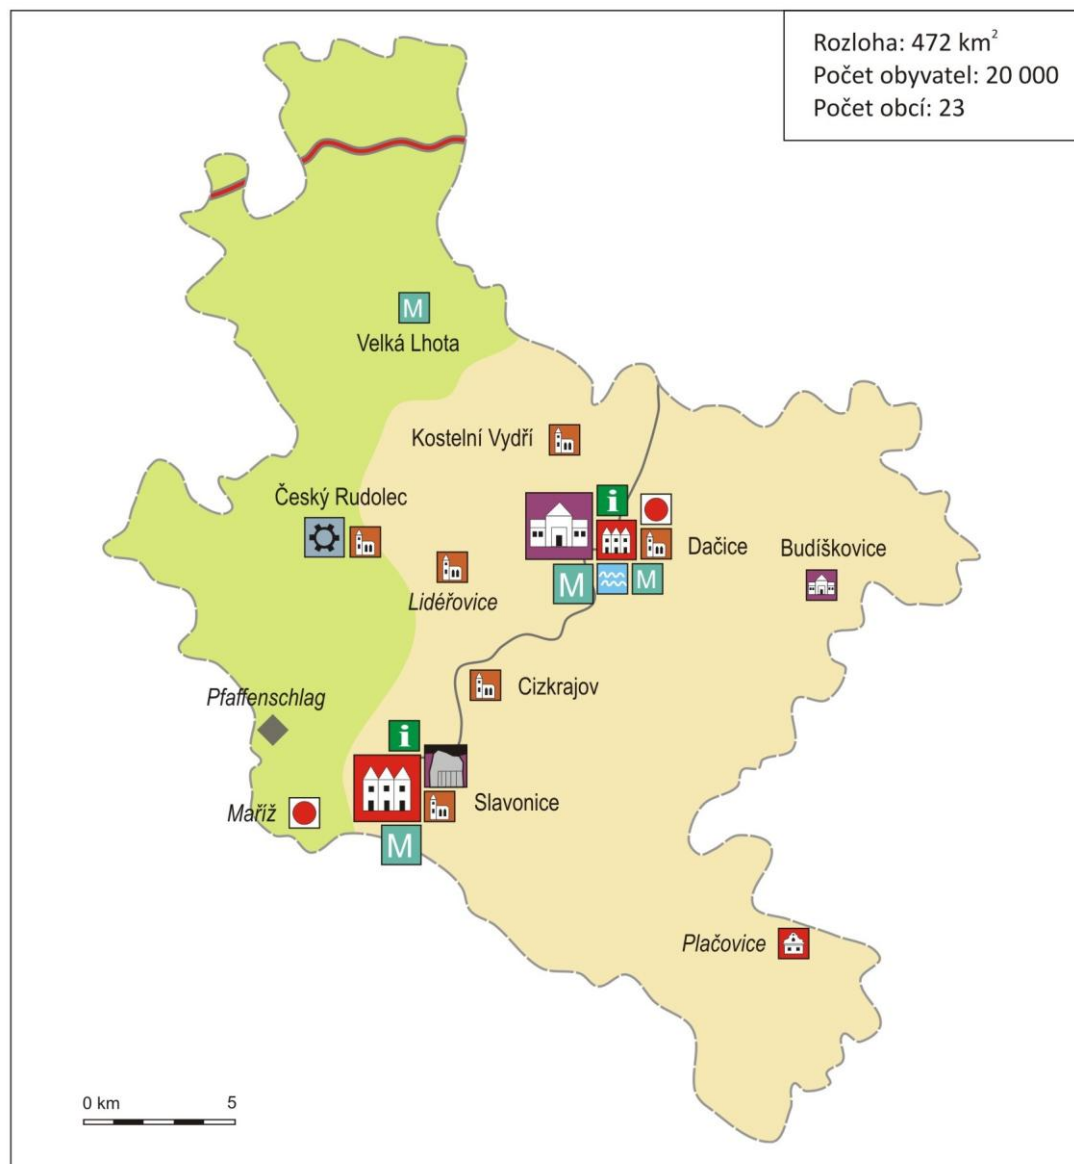 Rozloha: 472 km²
Počet obyvatel: 20 000
Počet obcí: 23
M
Velká Lhota
Kostelní Vydří
Český Rudolec
i
Dačice
Budíškovice
Lidéřovice
M
M
Cizkrajov
Pfaffenschlag
i
Maříž
Slavonice
M
Plačovice
0 km 5